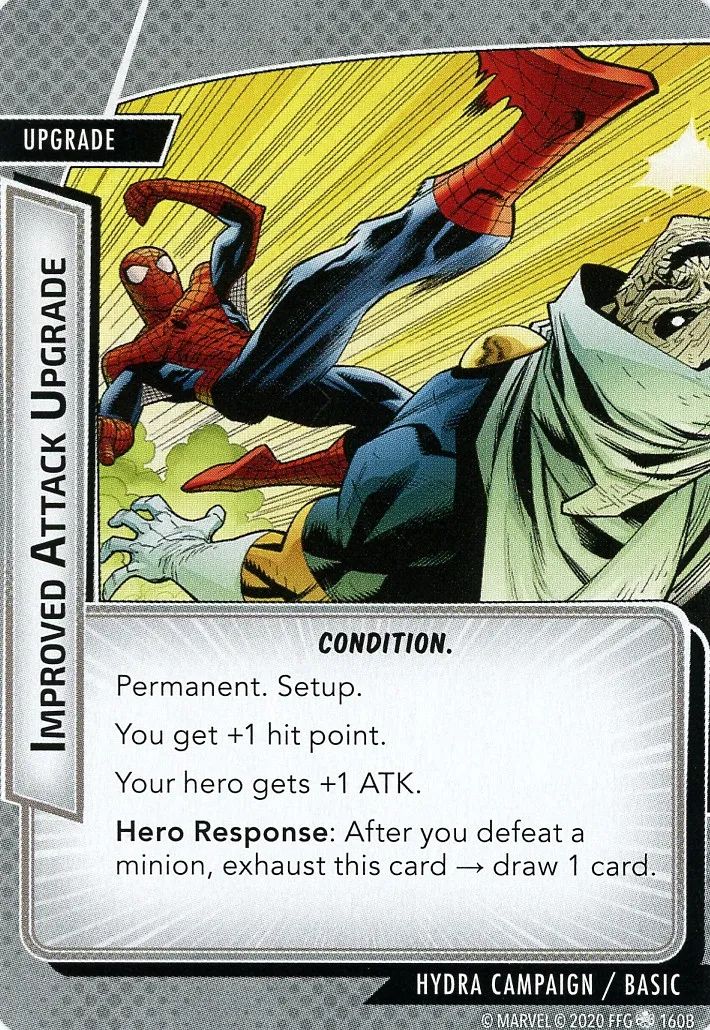 UPGRADE
IMPROVED ATTACK UPGRADE
CONDITION.
Permanent. Setup.
You get +1 hit point.
Your hero gets +1 ATK.
Hero Response: After you defeat a
minion, exhaust this card → draw 1 card.
HYDRA CAMPAIGN / BASIC
© MARVEL © 2020 FFG 160B